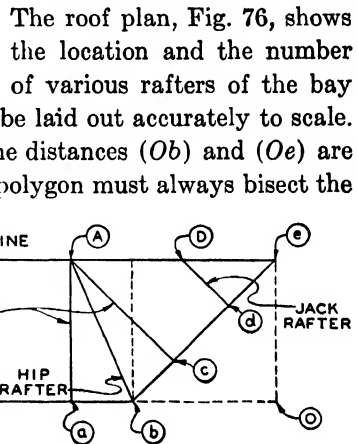 The roof plan, Fig. 76, shows
the location and the number
of various rafters of the bay
be laid out accurately to scale.
ne distances (Ob) and (Oe) are
polygon must always bisect the
INE
A
D
e
JACK
RAFTER
d
c
HIP
RAFTER
a
b
O